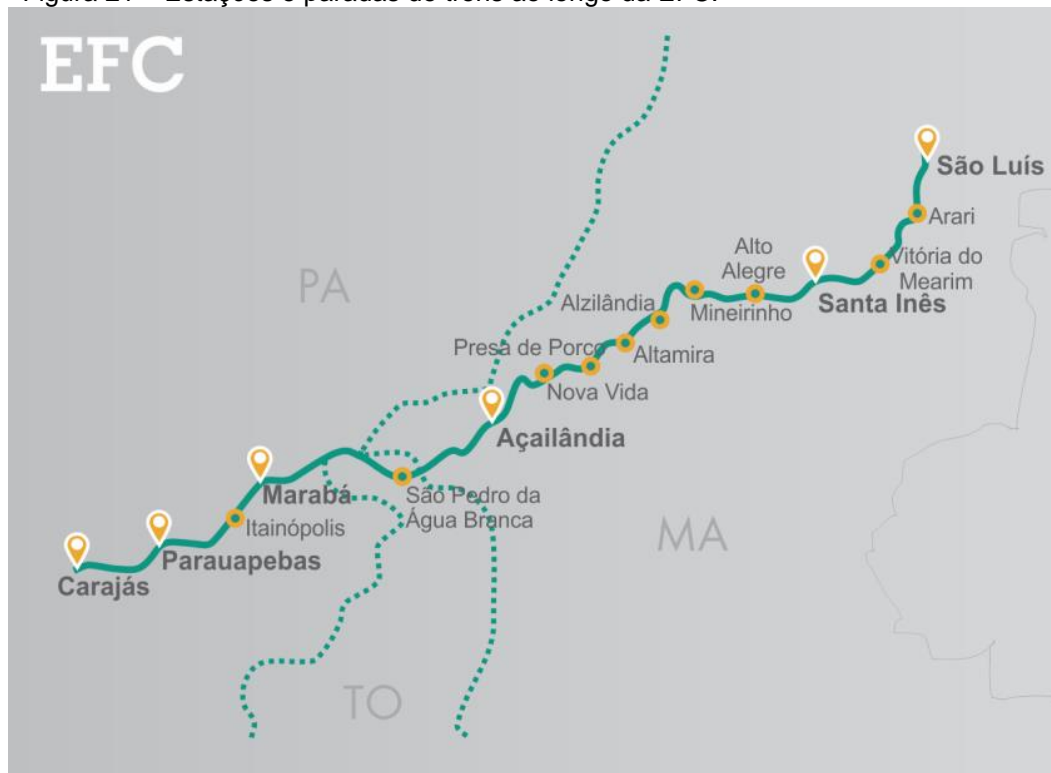 EFC
São Luís
Arari
Vitória do
Mearim
Santa Inês
Alto
Alegre
Mineirinho
Alzilândia
Altamira
Presa de Porco
Nova Vida
Açailândia
São Pedro da
Água Branca
Marabá
Itainópolis
Parauapebas
Carajás
PA
MA
TO